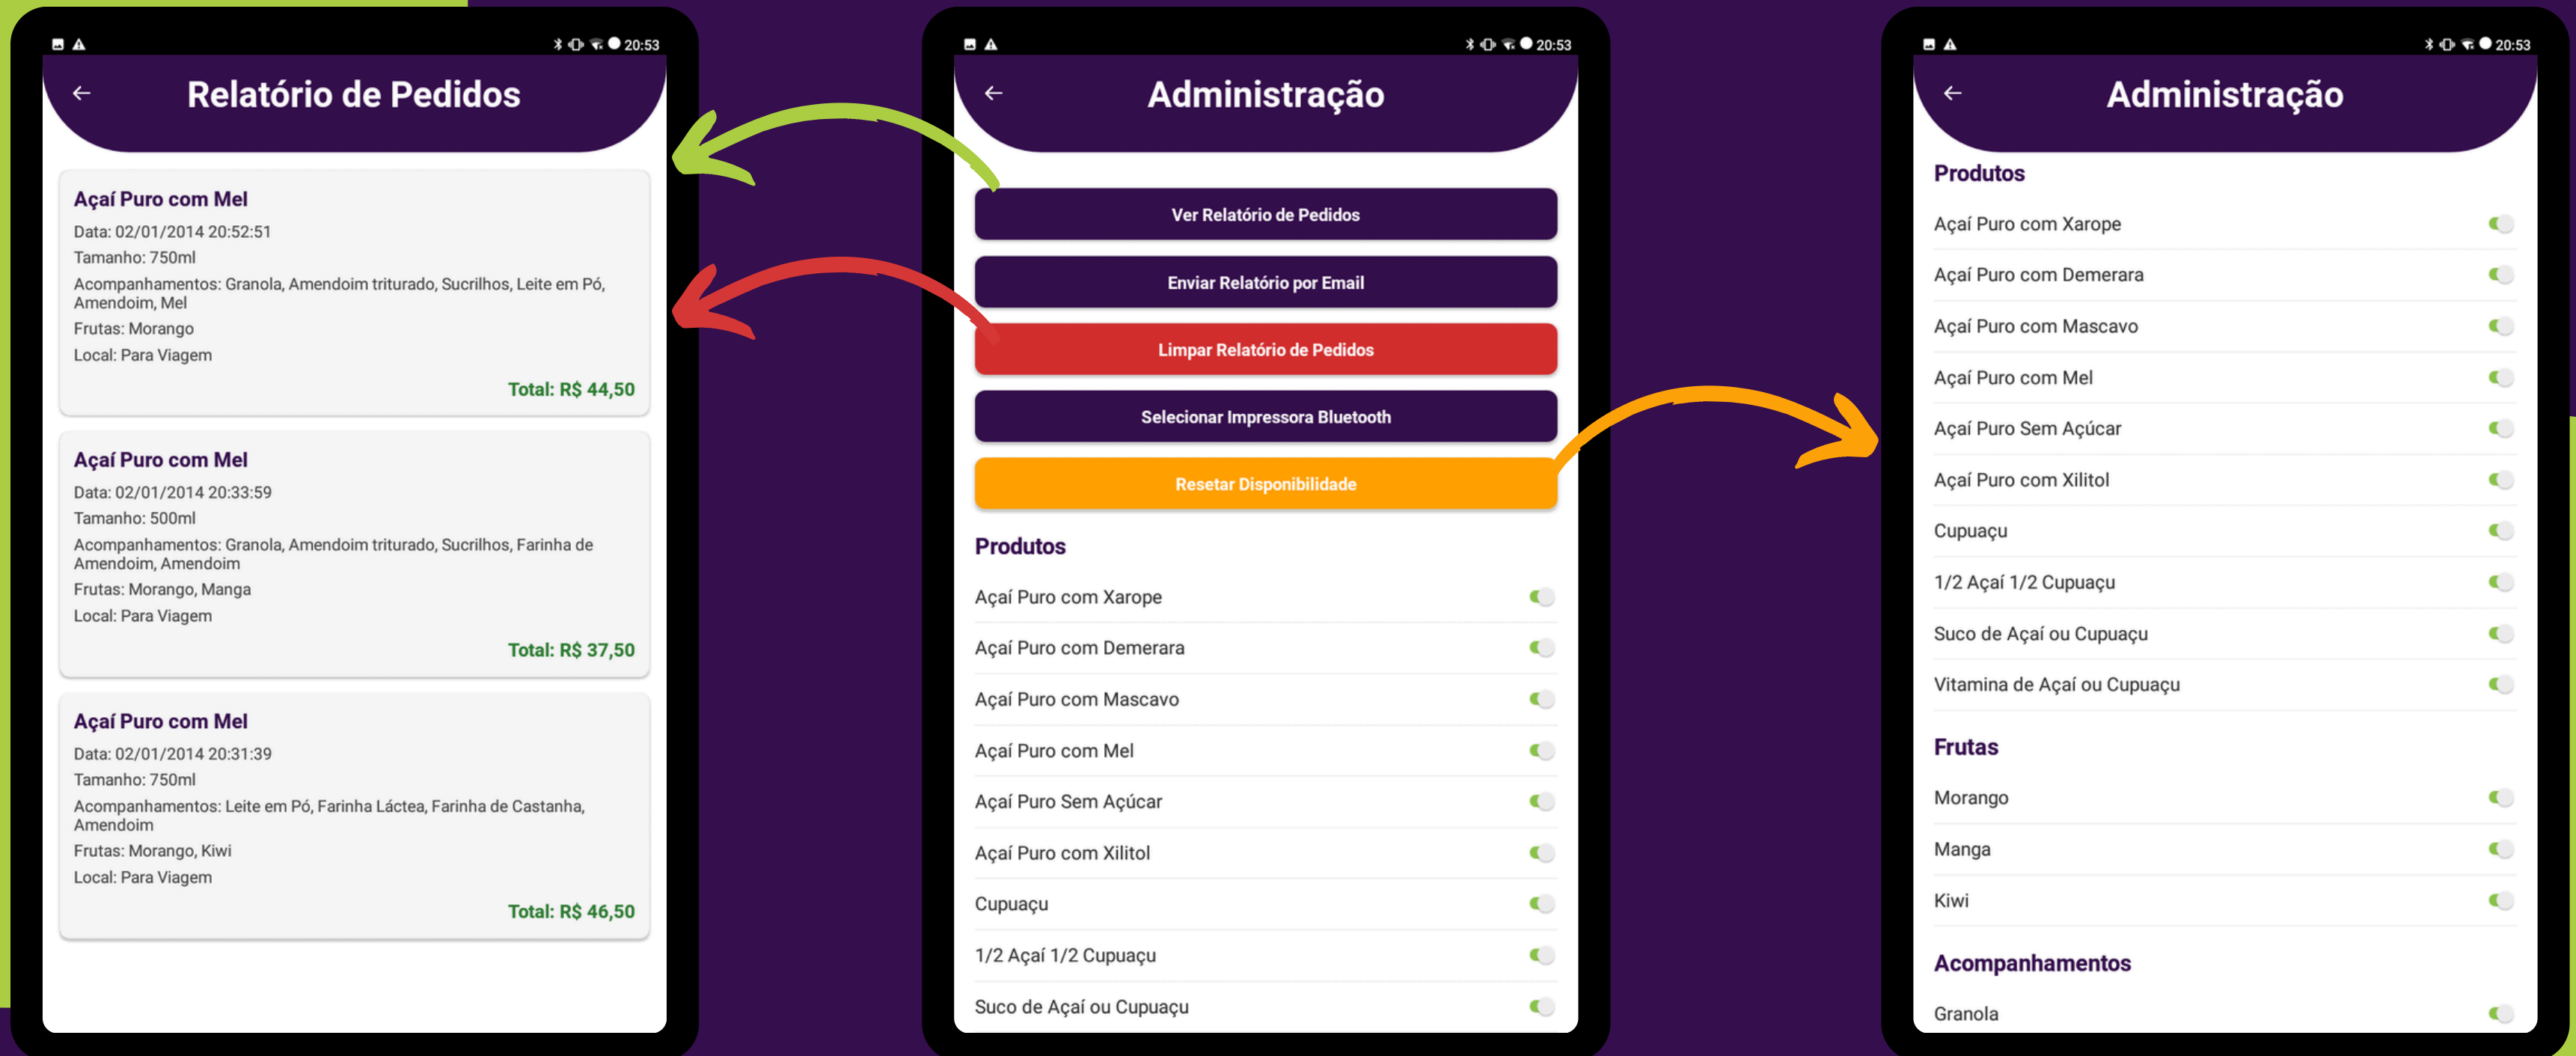 20:53
Relatório de Pedidos
Açaí Puro com Mel
Data: 02/01/2014 20:52:51
Tamanho: 750ml
Acompanhamentos: Granola, Amendoim triturado, Sucrilhos, Leite em Pó,
Amendoim, Mel
Frutas: Morango
Local: Para Viagem
Total: R$ 44,50
Açaí Puro com Mel
Data: 02/01/2014 20:33:59
Tamanho: 500ml
Acompanhamentos: Granola, Amendoim triturado, Sucrilhos, Farinha de
Amendoim, Amendoim
Frutas: Morango, Manga
Local: Para Viagem
Total: R$ 37,50
Açaí Puro com Mel
Data: 02/01/2014 20:31:39
Tamanho: 750ml
Acompanhamentos: Leite em Pó, Farinha Láctea, Farinha de Castanha,
Amendoim
Frutas: Morango, Kiwi
Local: Para Viagem
Total: R$ 46,50
20:53
Administração
Ver Relatório de Pedidos
Enviar Relatório por Email
Limpar Relatório de Pedidos
Selecionar Impressora Bluetooth
Resetar Disponibilidade
Produtos
Açaí Puro com Xarope
Açaí Puro com Demerara
Açaí Puro com Mascavo
Açaí Puro com Mel
Açaí Puro Sem Açúcar
Açaí Puro com Xilitol
Cupuaçu
1/2 Açaí 1/2 Cupuaçu
Suco de Açaí ou Cupuaçu
20:53
Administração
Produtos
Açaí Puro com Xarope
Açaí Puro com Demerara
Açaí Puro com Mascavo
Açaí Puro com Mel
Açaí Puro Sem Açúcar
Açaí Puro com Xilitol
Cupuaçu
1/2 Açaí 1/2 Cupuaçu
Suco de Açaí ou Cupuaçu
Vitamina de Açaí ou Cupuaçu
Frutas
Morango
Manga
Kiwi
Acompanhamentos
Granola